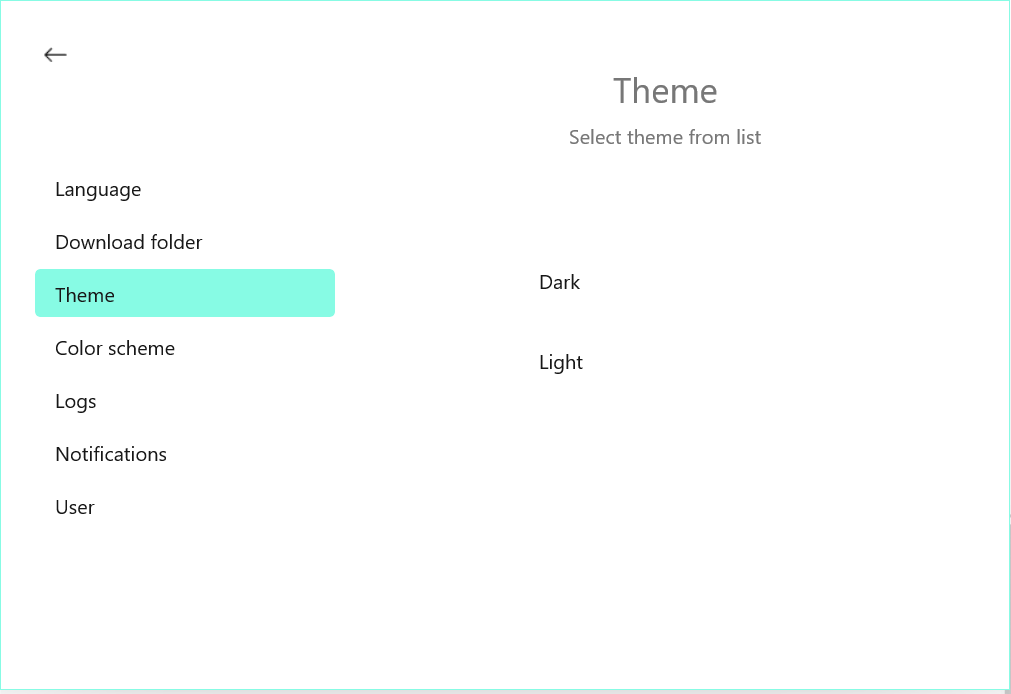 Theme
Select theme from list
Language
Download folder
Theme
Color scheme
Logs
Notifications
User
Dark
Light